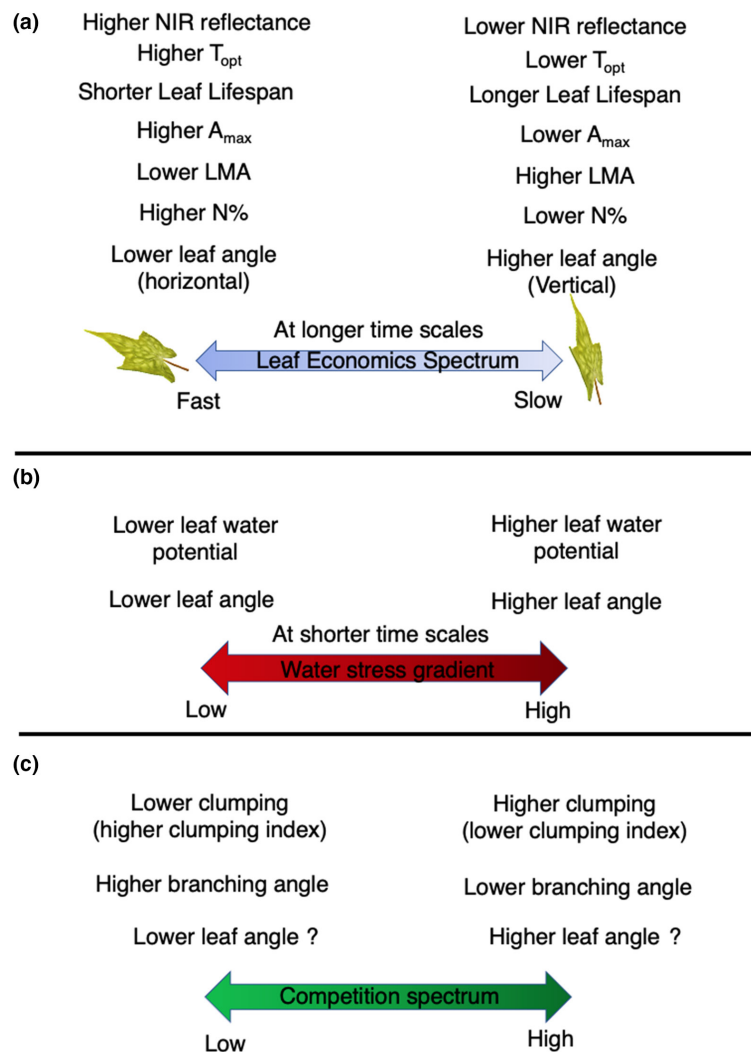 (a)
Higher NIR reflectance
Higher Topt
Shorter Leaf Lifespan
Higher Amax
Lower LMA
Higher N%
Lower leaf angle
(horizontal)
Lower NIR reflectance
Lower Topt
Longer Leaf Lifespan
Lower Amax
Higher LMA
Lower N%
Higher leaf angle
(Vertical)
At longer time scales
Leaf Economics Spectrum
Fast
Slow
(b)
Lower leaf water
potential
Lower leaf angle
Higher leaf water
potential
Higher leaf angle
At shorter time scales
Water stress gradient
Low
High
(c)
Lower clumping
(higher clumping index)
Higher branching angle
Lower leaf angle ?
Higher clumping
(lower clumping index)
Lower branching angle
Higher leaf angle ?
Competition spectrum
Low
High